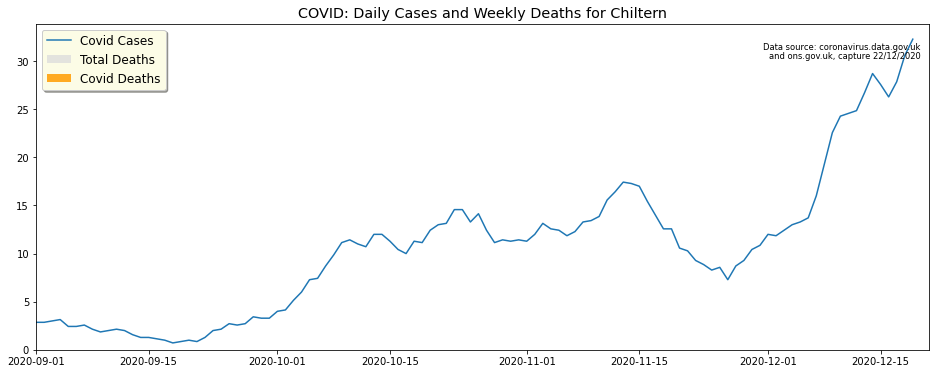 COVID: Daily Cases and Weekly Deaths for Chiltern
Covid Cases
Total Deaths
Covid Deaths
Data source: coronavirus.data.gov.uk
and ons.gov.uk, capture 22/12/2020
30
25
20
15
10
5
0
2020-09-01
2020-09-15
2020-10-01
2020-10-15
2020-11-01
2020-11-15
2020-12-01
2020-12-15